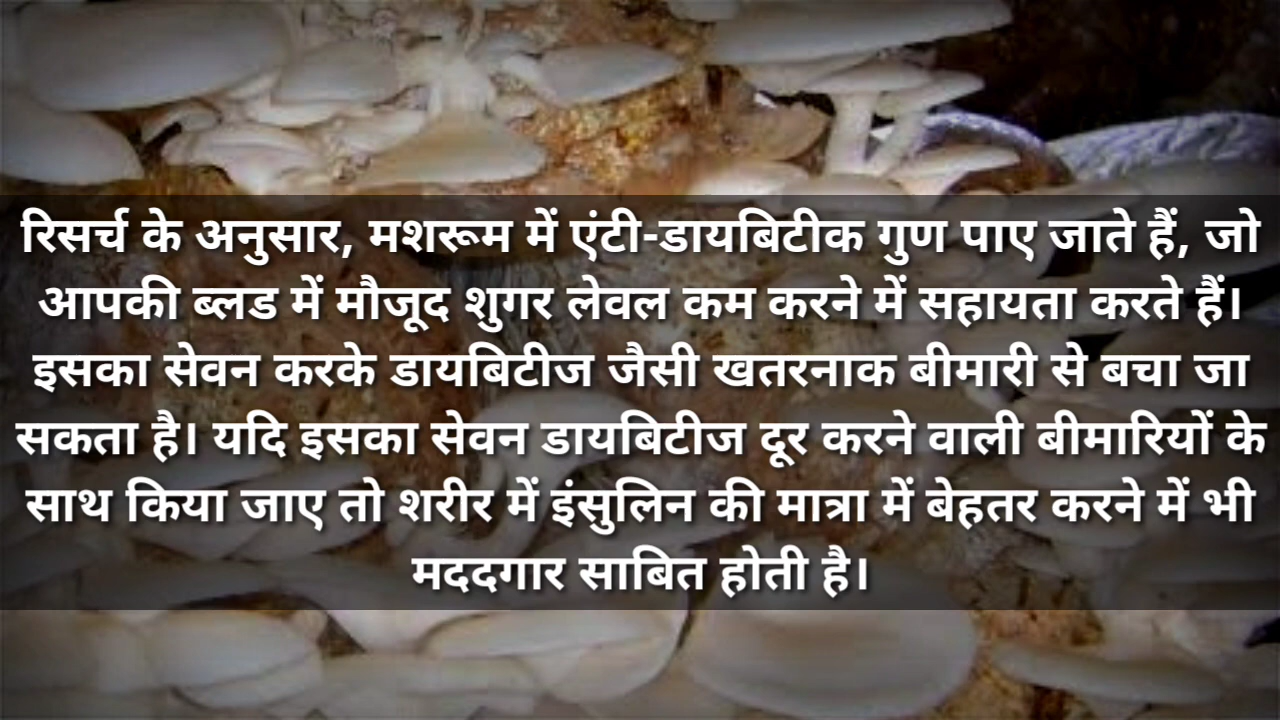 रिसर्च के अनुसार, मशरूम में एंटी-डायबिटीक गुण पाए जाते हैं, जो
आपकी ब्लड में मौजूद शुगर लेवल कम करने में सहायता करते हैं।
इसका सेवन करके डायबिटीज जैसी खतरनाक बीमारी से बचा जा
सकता है। यदि इसका सेवन डायबिटीज दूर करने वाली बीमारियों के
साथ किया जाए तो शरीर में इंसुलिन की मात्रा में बेहतर करने में भी
मददगार साबित होती है।